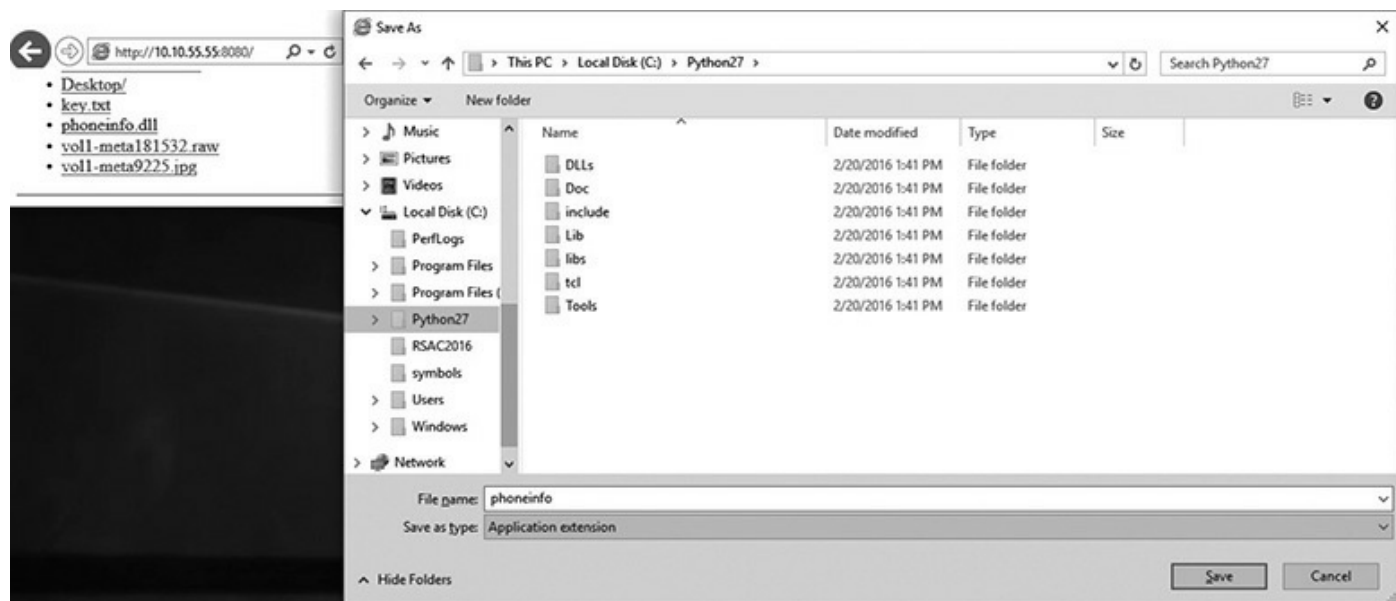 http://10.10.55.55:8080/
Desktop/
key.txt
phoneinfo.dll
vol1-meta181532.raw
vol1-meta9225.jpg
Save As
This PC > Local Disk (C:) > Python27 >
Search Python27
Organize
New folder
Music
Pictures
Videos
Local Disk (C:)
PerfLogs
Program Files
Program Files (
Python27
RSAC2016
symbols
Users
Windows
Network
Name Date modified Type Size
DLLs 2/20/2016 1:41 PM File folder
Doc 2/20/2016 1:41 PM File folder
include 2/20/2016 1:41 PM File folder
Lib 2/20/2016 1:41 PM File folder
libs 2/20/2016 1:41 PM File folder
tcl 2/20/2016 1:41 PM File folder
Tools 2/20/2016 1:41 PM File folder
File name: phoneinfo
Save as type: Application extension
Hide Folders
Save
Cancel